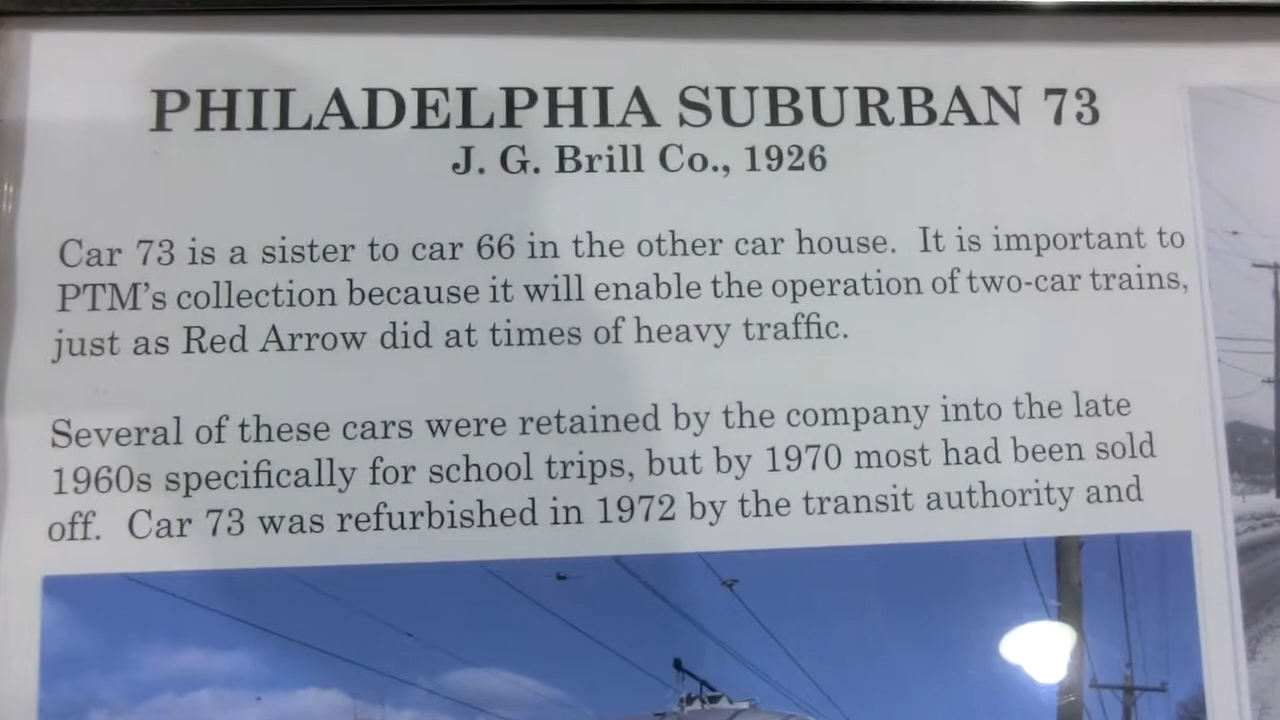 PHILADELPHIA SUBURBAN 73
J. G. Brill Co., 1926
Car 73 is a sister to car 66 in the other car house. It is important to
PTM's collection because it will enable the operation of two-car trains,
just as Red Arrow did at times of heavy traffic.
Several of these cars were retained by the company into the late
1960s specifically for school trips, but by 1970 most had been sold
off. Car 73 was refurbished in 1972 by the transit authority and